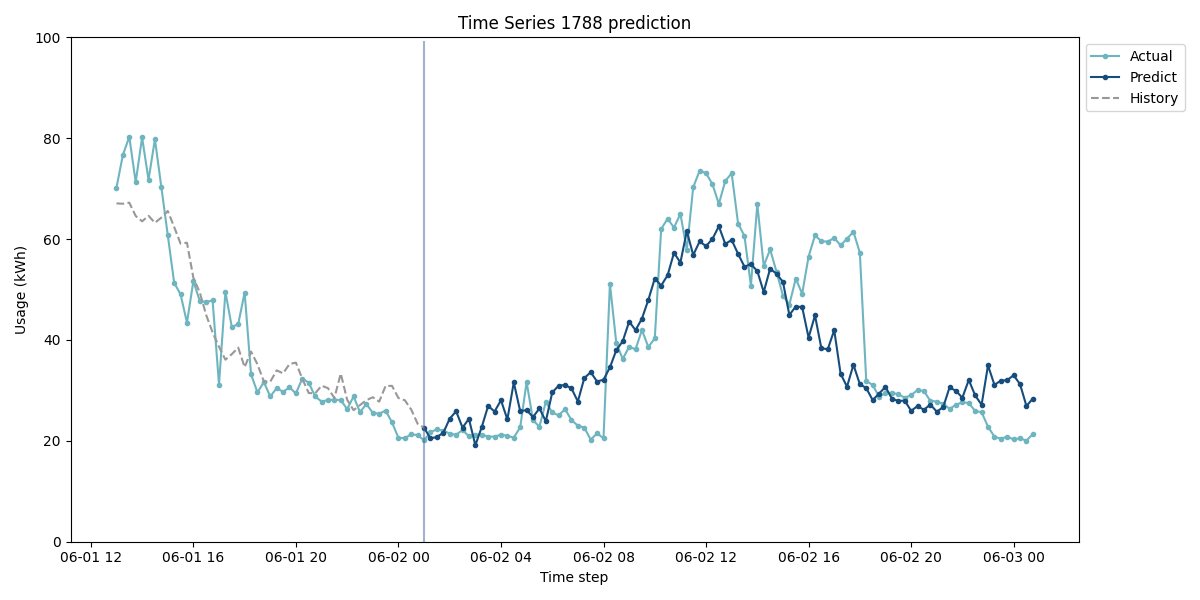 Time Series 1788 prediction
100
80
60
40
20
0
Usage (kWh)
06-01 12
06-01 16
06-01 20
06-02 00
06-02 04
06-02 08
06-02 12
06-02 16
06-02 20
06-03 00
Time step
Actual
Predict
History